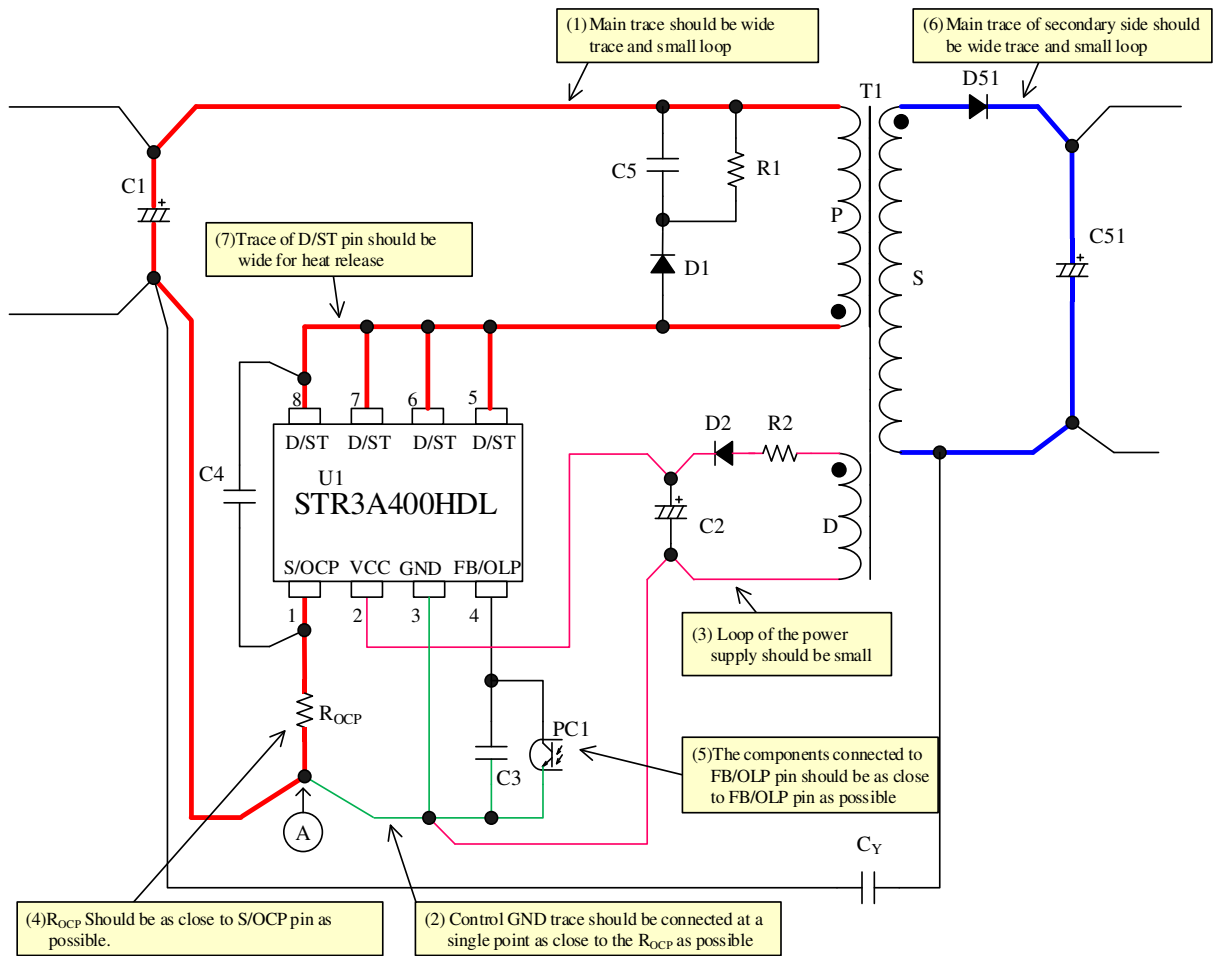 (1) Main trace should be wide
trace and small loop
(6) Main trace of secondary side should
be wide trace and small loop
D51
T1
C1
C5
R1
P
S
C51
(7)Trace of D/ST pin should be
wide for heat release
D1
8
7
6
5
D/ST
D/ST
D/ST
D/ST
D2
R2
C4
U1
STR3A400HDL
C2
D
S/OCP
VCC
GND
FB/OLP
1
2
3
4
(3) Loop of the power
supply should be small
ROCP
PC1
C3
(5)The components connected to
FB/OLP pin should be as close
to FB/OLP pin as possible
A
CY
(4)ROCP Should be as close to S/OCP pin as
possible.
(2) Control GND trace should be connected at a
single point as close to the ROCP as possible